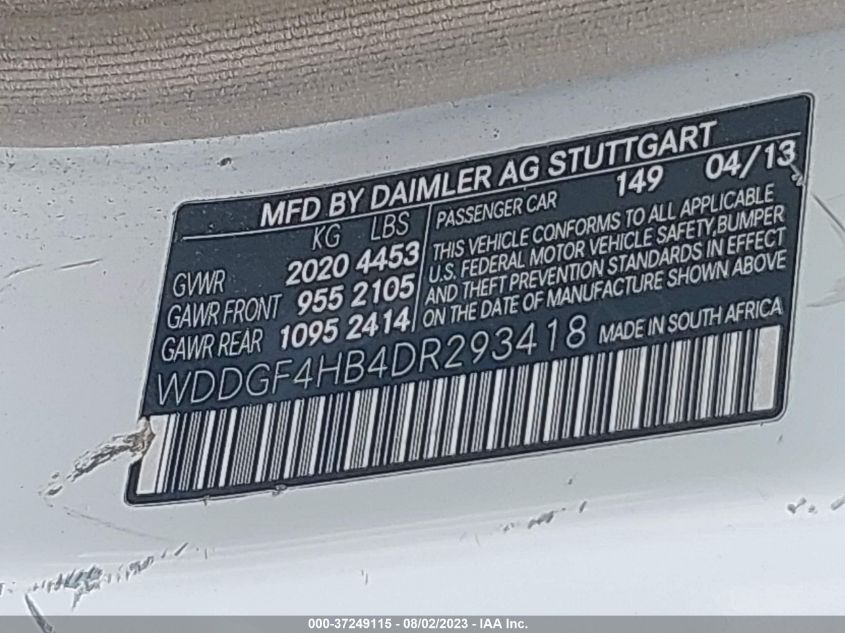 MFD BY DAIMLER AG STUTTGART
KG LBS
GVWR 2020 4453
GAWR FRONT 955 2105
GAWR REAR 1095 2414
PASSENGER CAR 149 04/13
THIS VEHICLE CONFORMS TO ALL APPLICABLE
U.S. FEDERAL MOTOR VEHICLE SAFETY,BUMPER
AND THEFT PREVENTION STANDARDS IN EFFECT
ON THE DATE OF MANUFACTURE SHOWN ABOVE
WDDGF4HB4DR293418 MADE IN SOUTH AFRICA
000-37249115 - 08/02/2023 - IAA Inc.